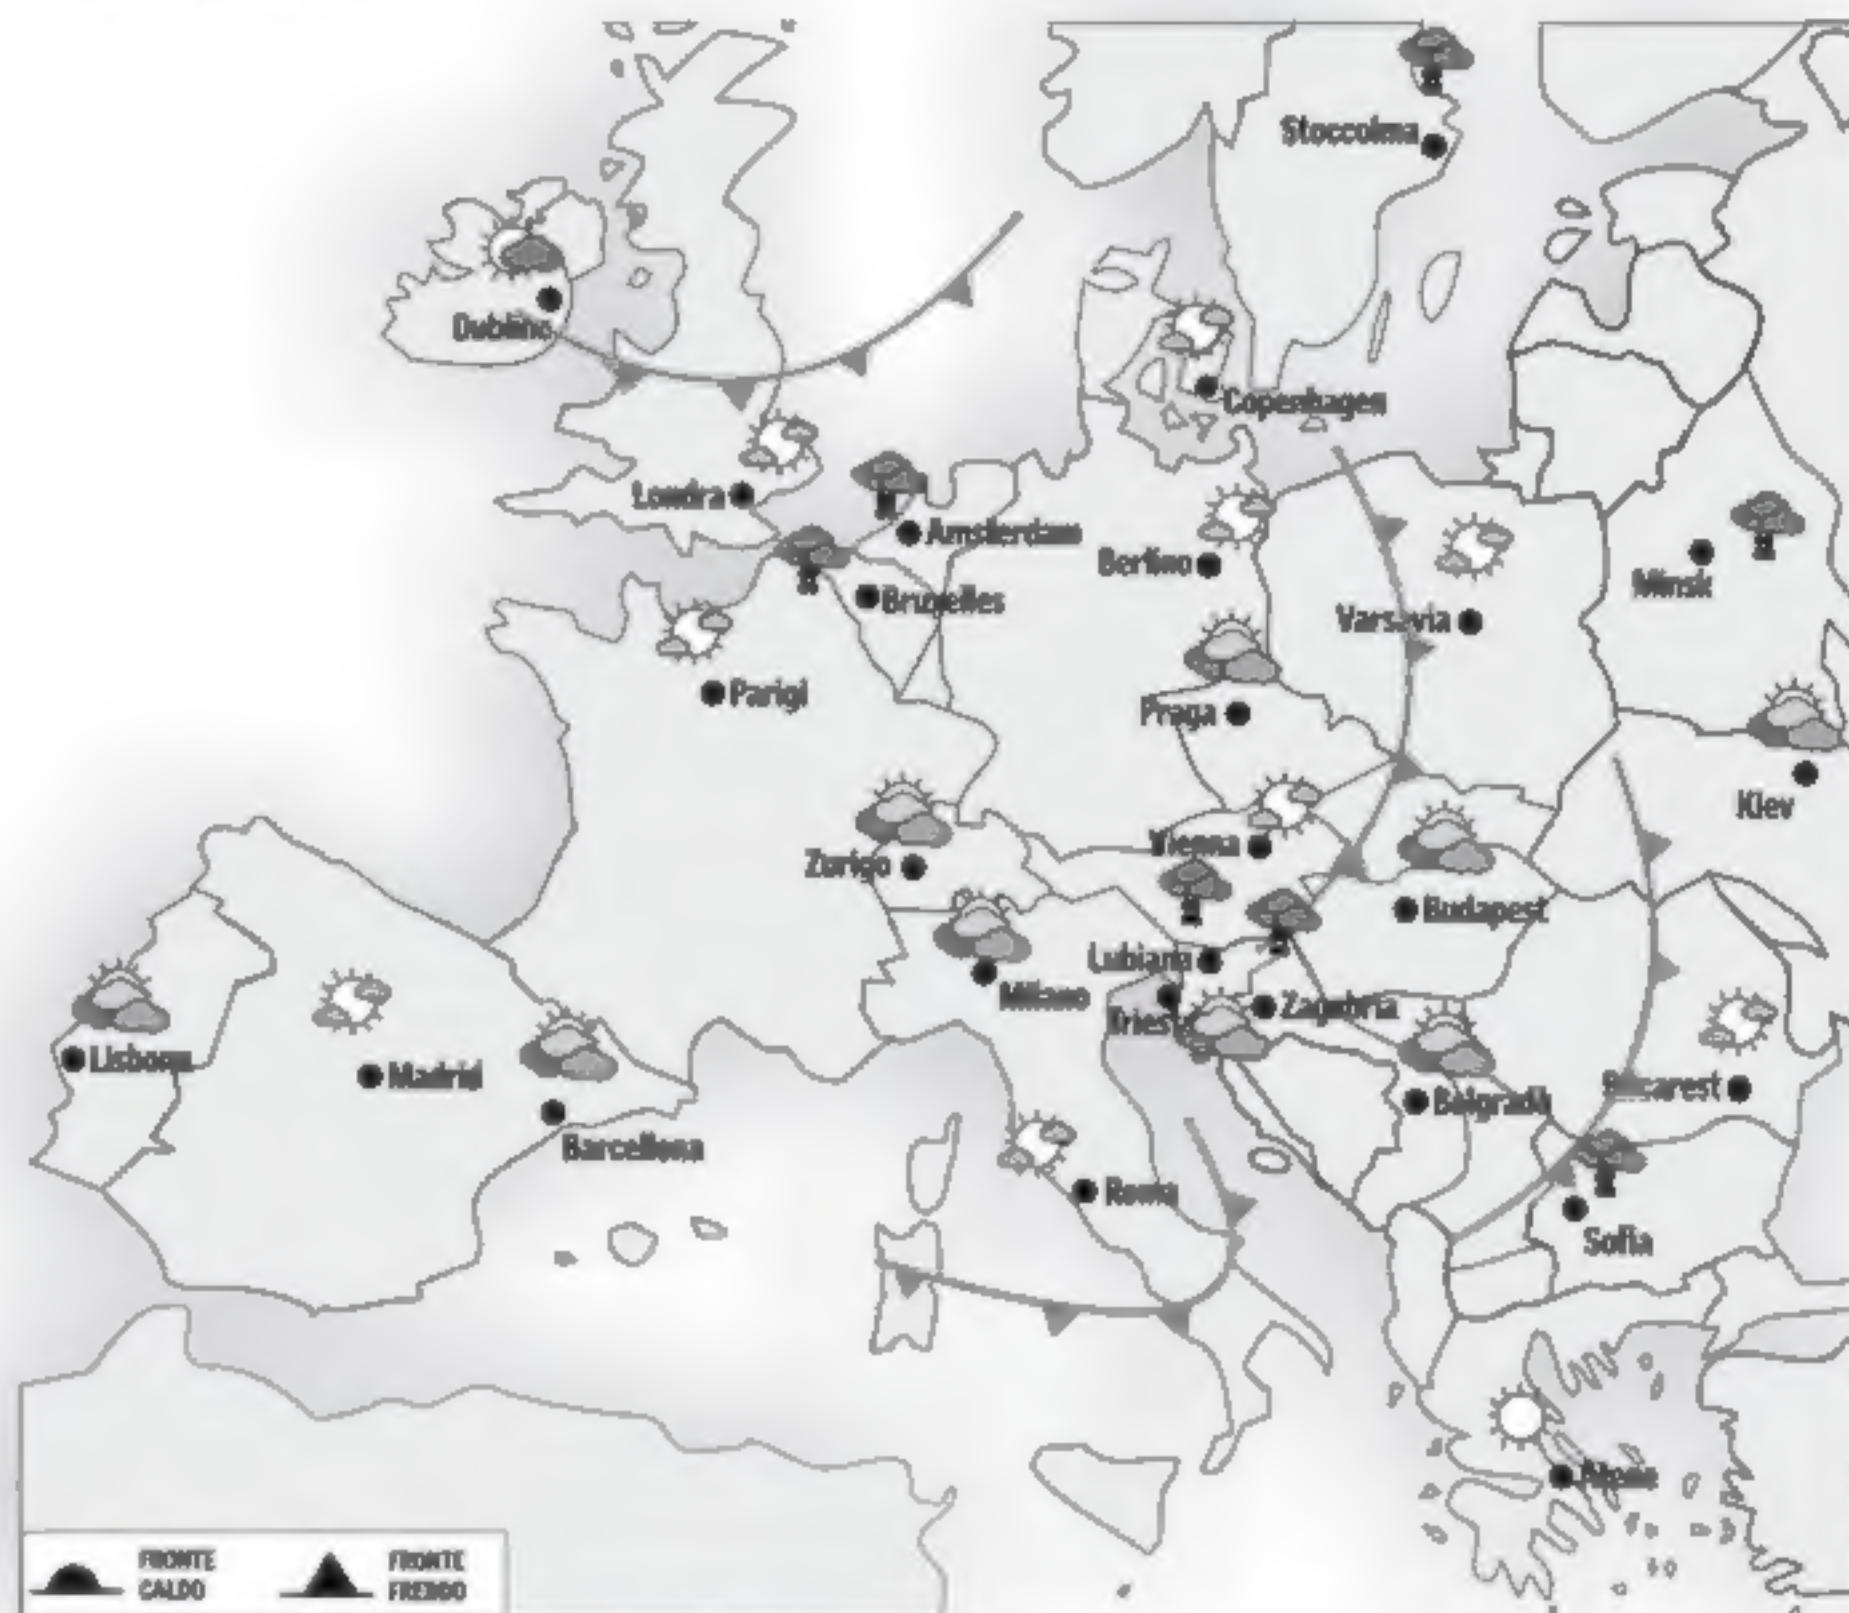 Stoccolma
Dublino
Copenhagen
Londra
Amsterdam
Bertino
Minsk
Bruxelles
Varsavia
Parigi
Praga
Kiev
Vienna
Zurigo
Budapest
Lubiana
Milano
Zagabria
Trieste
Lisbona
Madrid
Belgrado
Bucarest
Barcellona
Roma
Sofia
Atene
FRONTE
CALDO
FRONTE
FREDDO